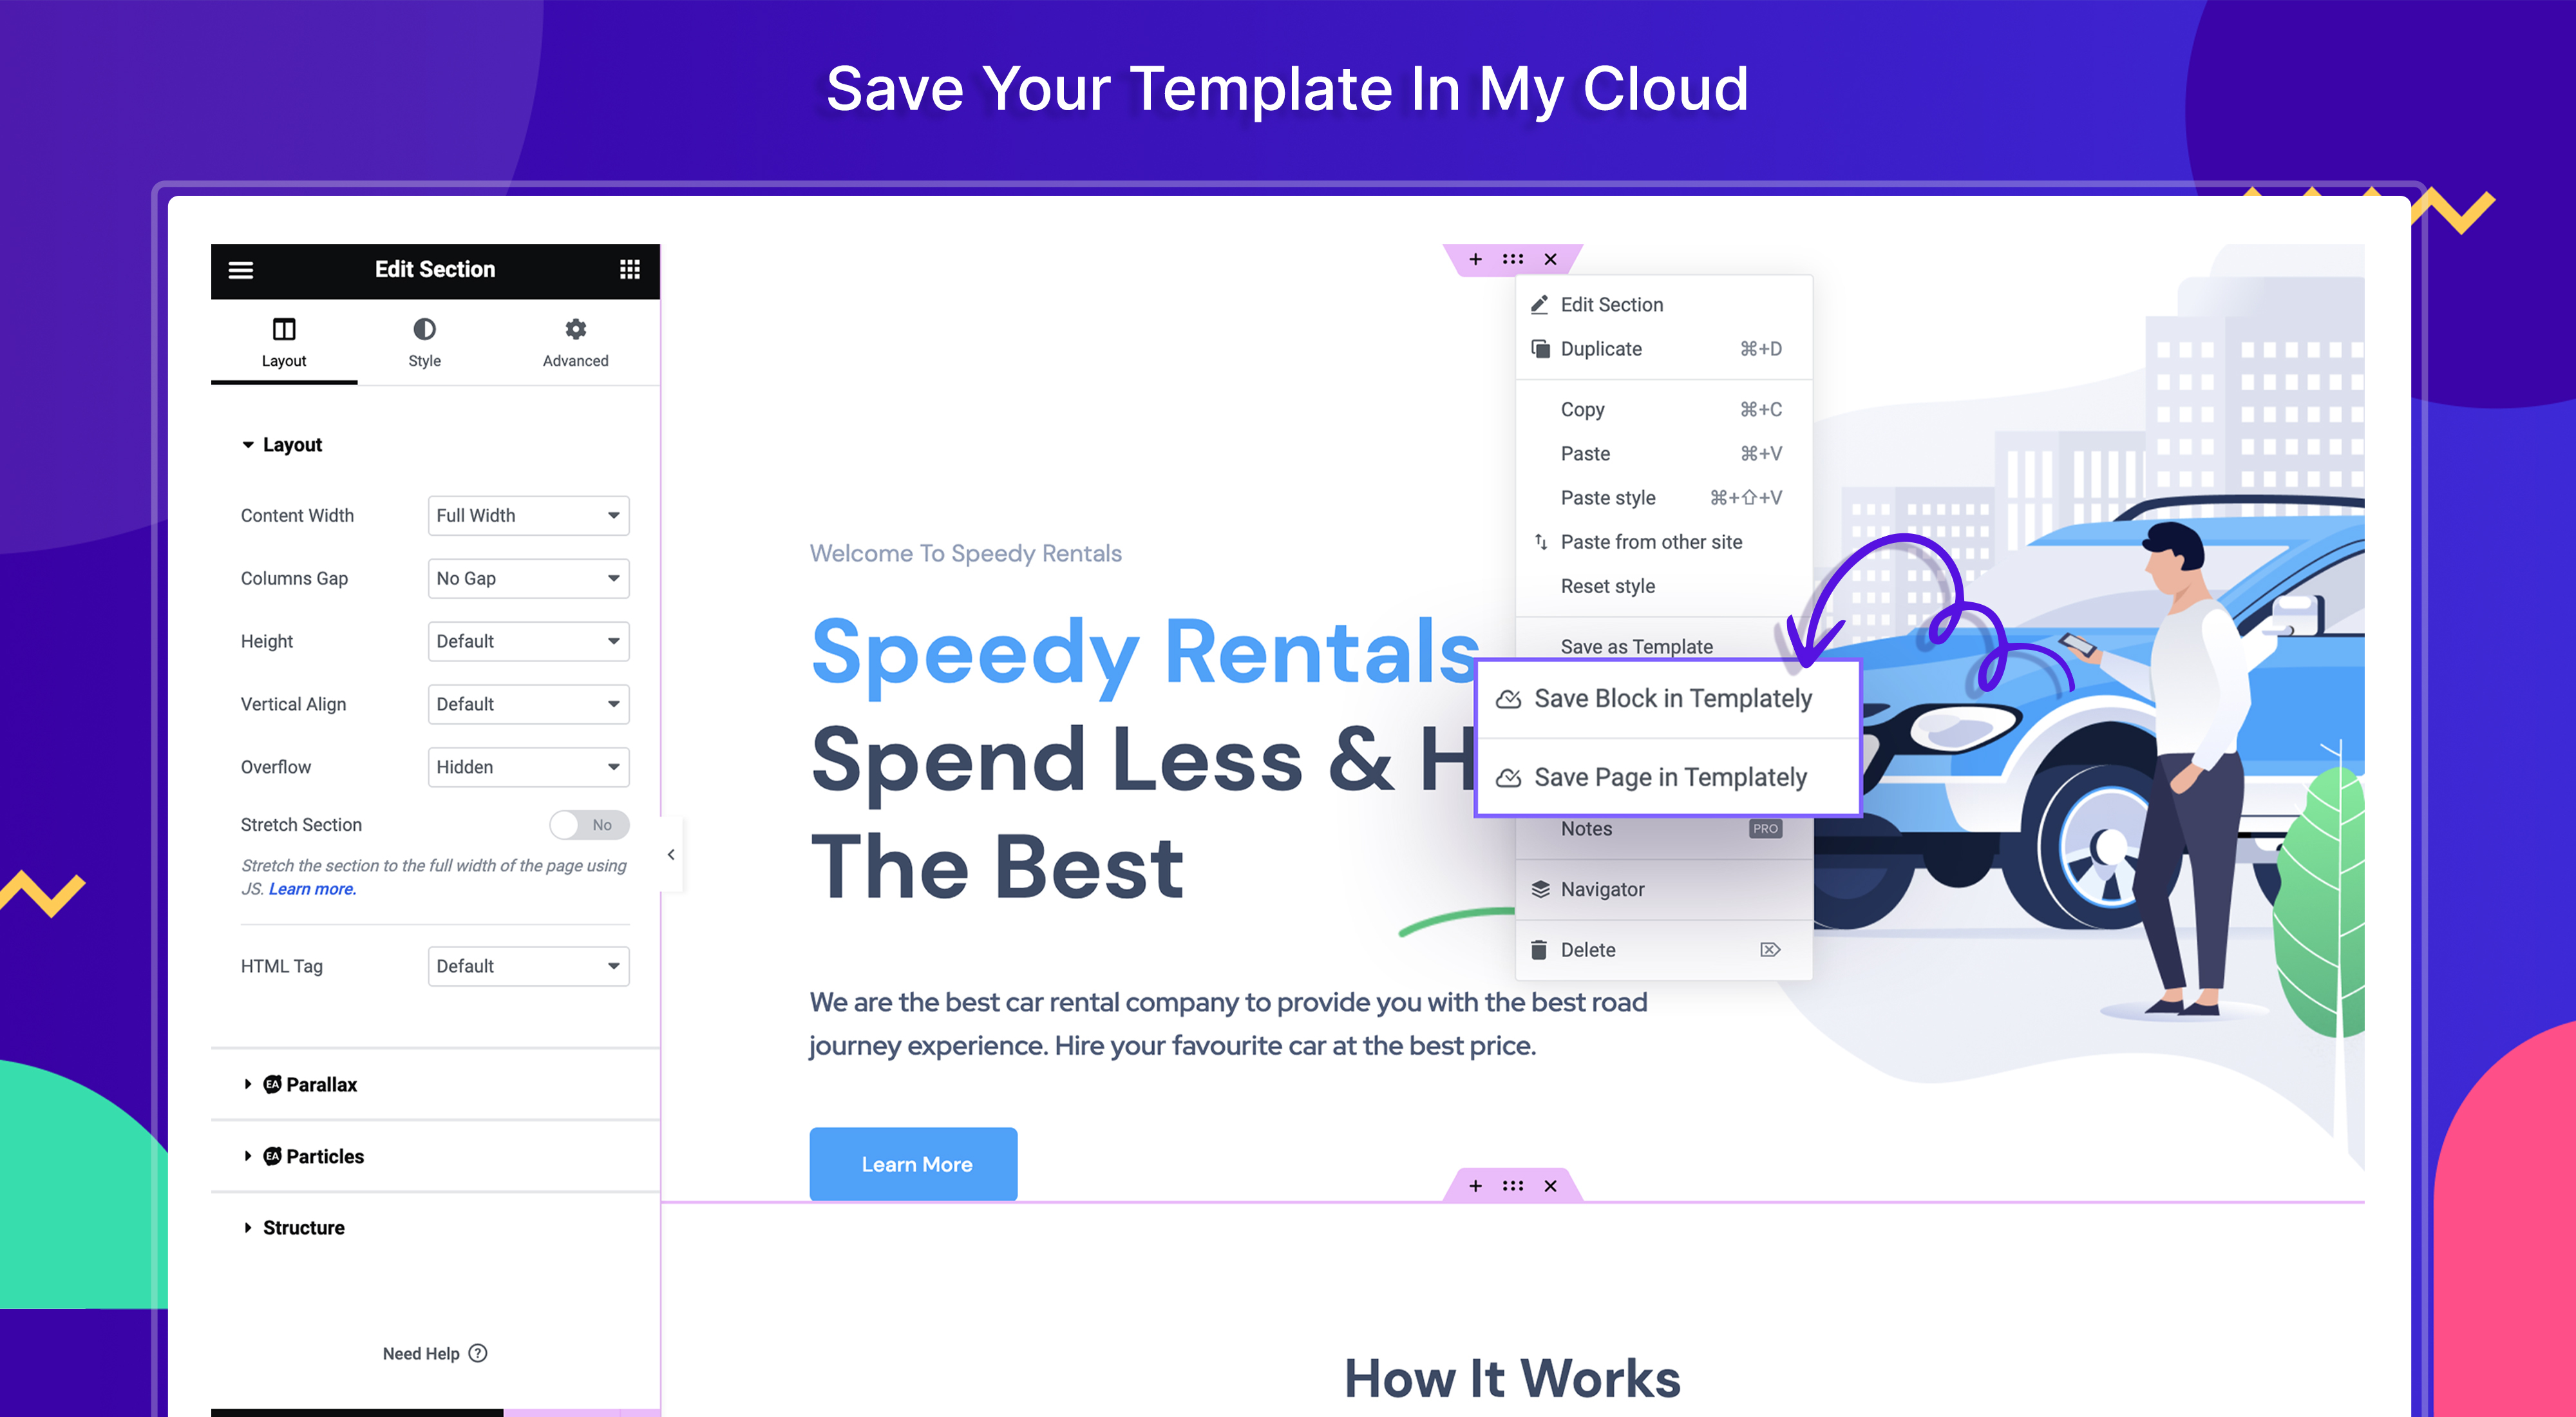 Save Your Template In My Cloud
Edit Section
Layout
Style
Advanced
Layout
Content Width
Full Width
Columns Gap
No Gap
Height
Default
Vertical Align
Default
Overflow
Hidden
Stretch Section
No
Stretch the section to the full width of the page using
JS. Learn more.
HTML Tag
Default
EA Parallax
EA Particles
Structure
Need Help ?
Edit Section
Duplicate ⌘+D
Copy ⌘+C
Paste ⌘+V
Paste style ⌘+⇧+V
Paste from other site
Reset style
Save as Template
Save Block in Templately
Save Page in Templately
Notes PRO
Navigator
Delete
Welcome To Speedy Rentals
Speedy Rentals
Spend Less & H
The Best
We are the best car rental company to provide you with the best road
journey experience. Hire your favourite car at the best price.
Learn More
How It Works